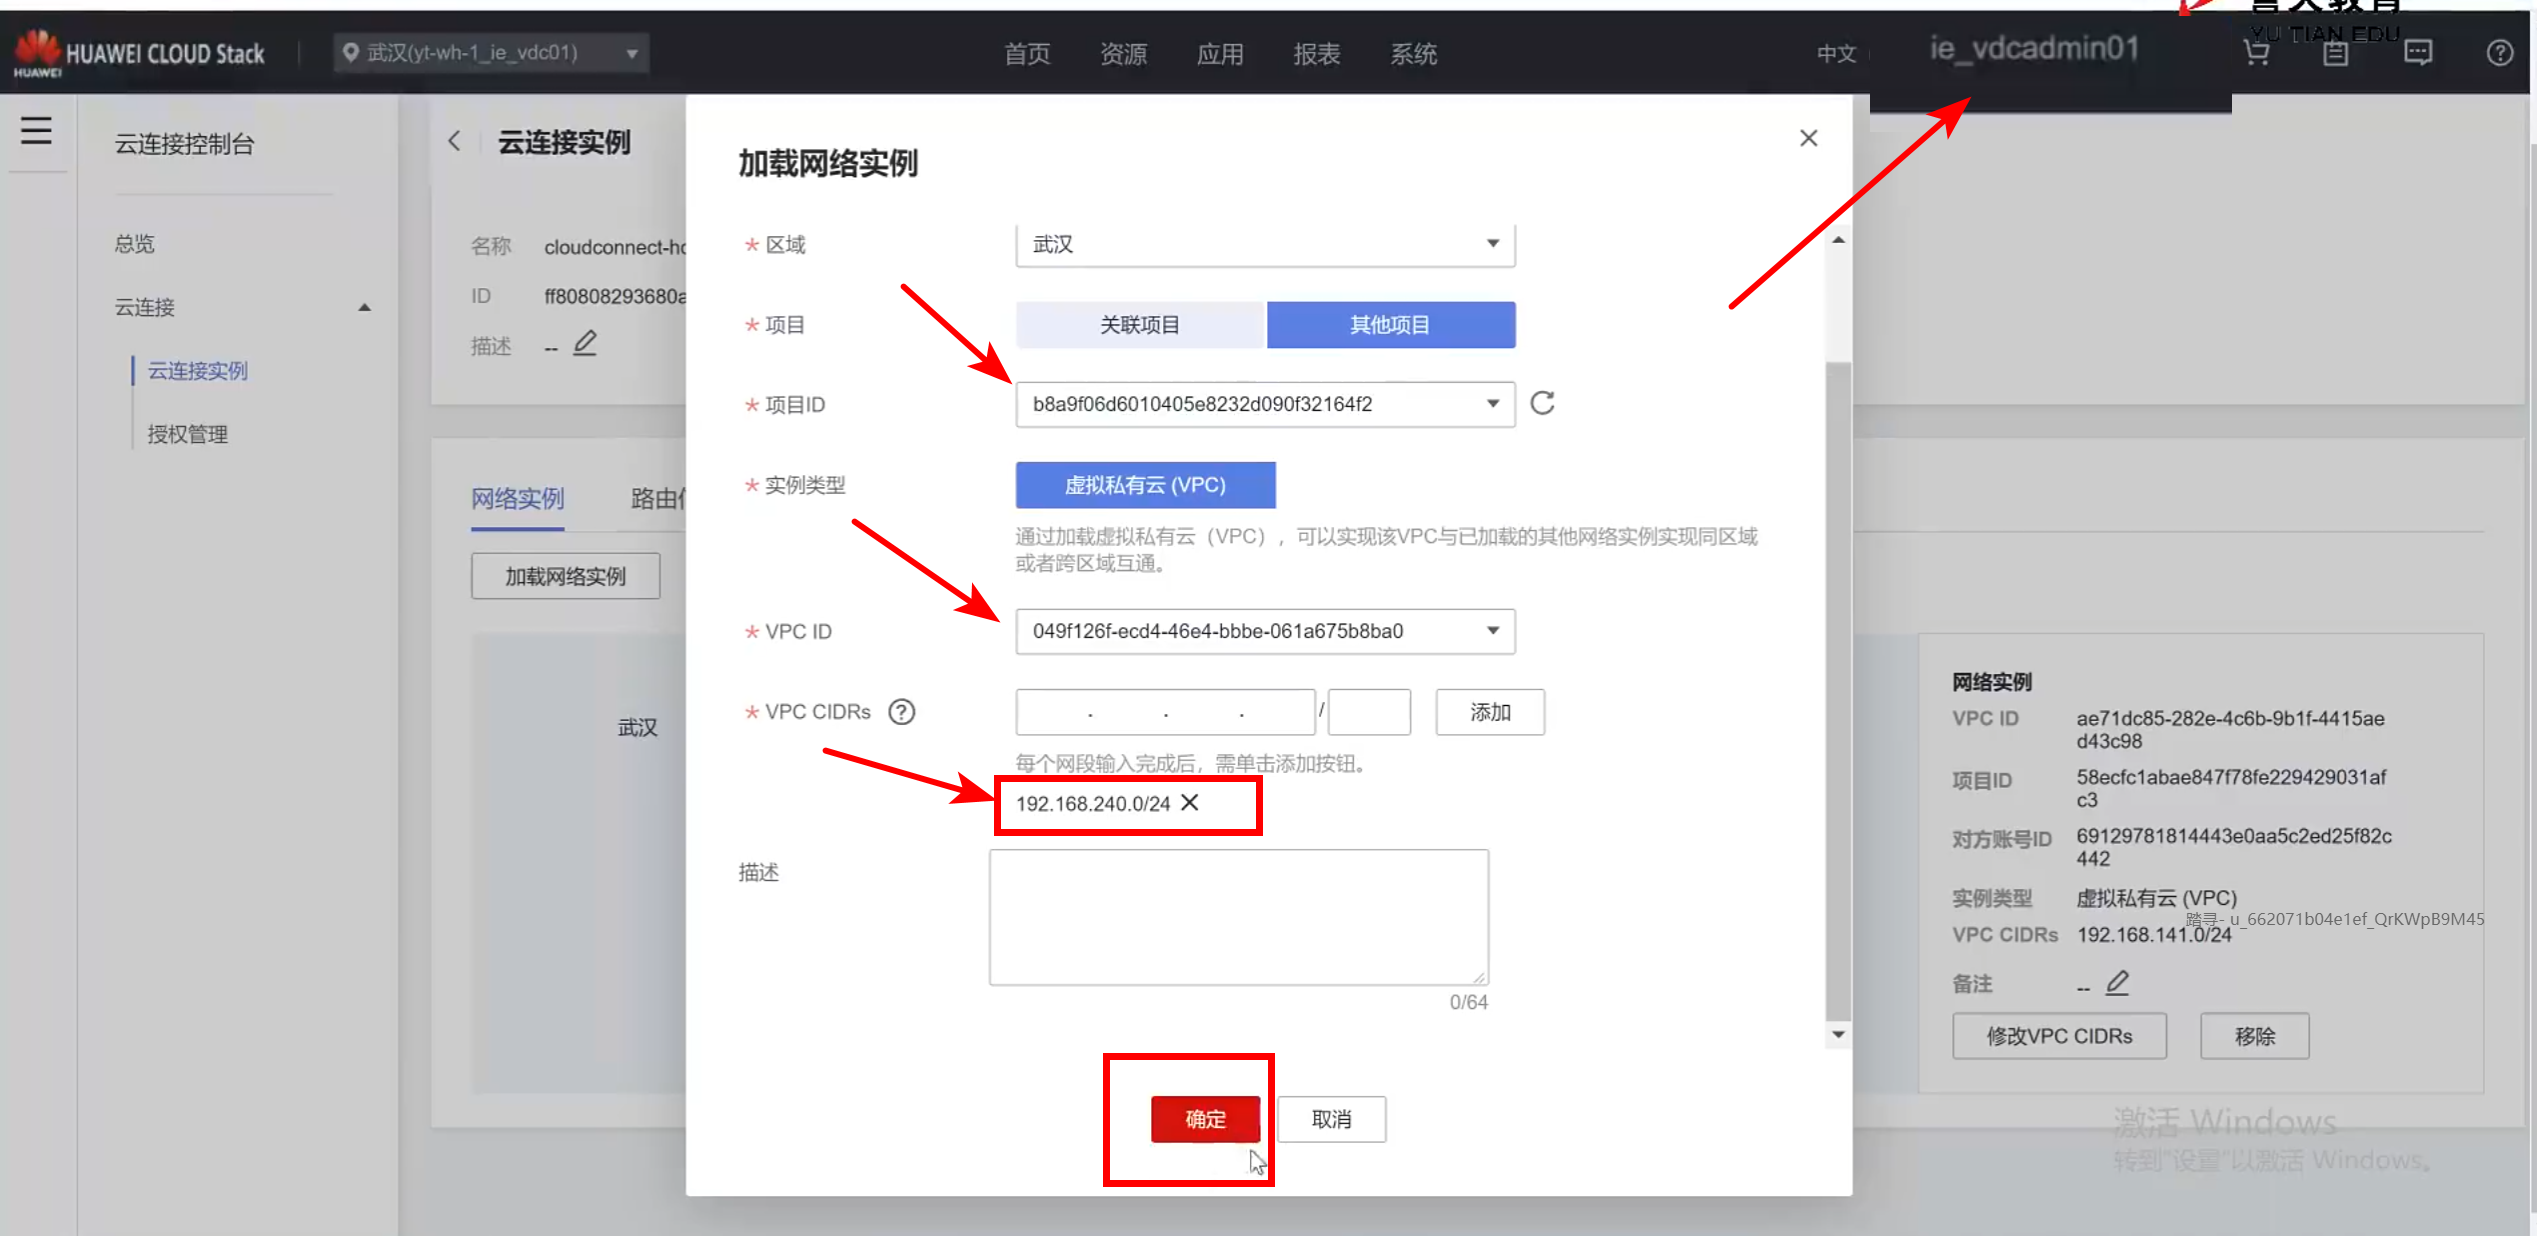 YU TIAN EDU
HUAWEI
HUAWEI CLOUD Stack
武汉(yt-wh-1_ie_vdc01)
首页
资源
应用
报表
系统
中文
ie_vdcadmin01
云连接控制台
总览
云连接
云连接实例
授权管理
云连接实例
名称 cloudconnect-ho
ID ff80808293680a
描述 --
网络实例
加载网络实例
武汉
加载网络实例
* 区域 武汉
* 项目 关联项目 其他项目
* 项目ID b8a9f06d6010405e8232d090f32164f2
* 实例类型 虚拟私有云 (VPC)
通过加载虚拟私有云（VPC），可以实现该VPC与已加载的其他网络实例实现同区域
或者跨区域互通。
* VPC ID 049f126f-ecd4-46e4-bbbe-061a675b8ba0
* VPC CIDRs ? . . . / 添加
每个网段输入完成后，需单击添加按钮。
192.168.240.0/24
描述
0/64
确定 取消
网络实例
VPC ID ae71dc85-282e-4c6b-9b1f-4415ae
d43c98
项目ID 58ecfc1abae847f78fe229429031af
c3
对方账号ID 69129781814443e0aa5c2ed25f82c
442
实例类型 虚拟私有云 (VPC)
踏寻- u_662071b04e1ef_QrKWpB9M45
VPC CIDRs 192.168.141.0/24
备注 --
修改VPC CIDRs 移除
激活 Windows
转到"设置"以激活 Windows。